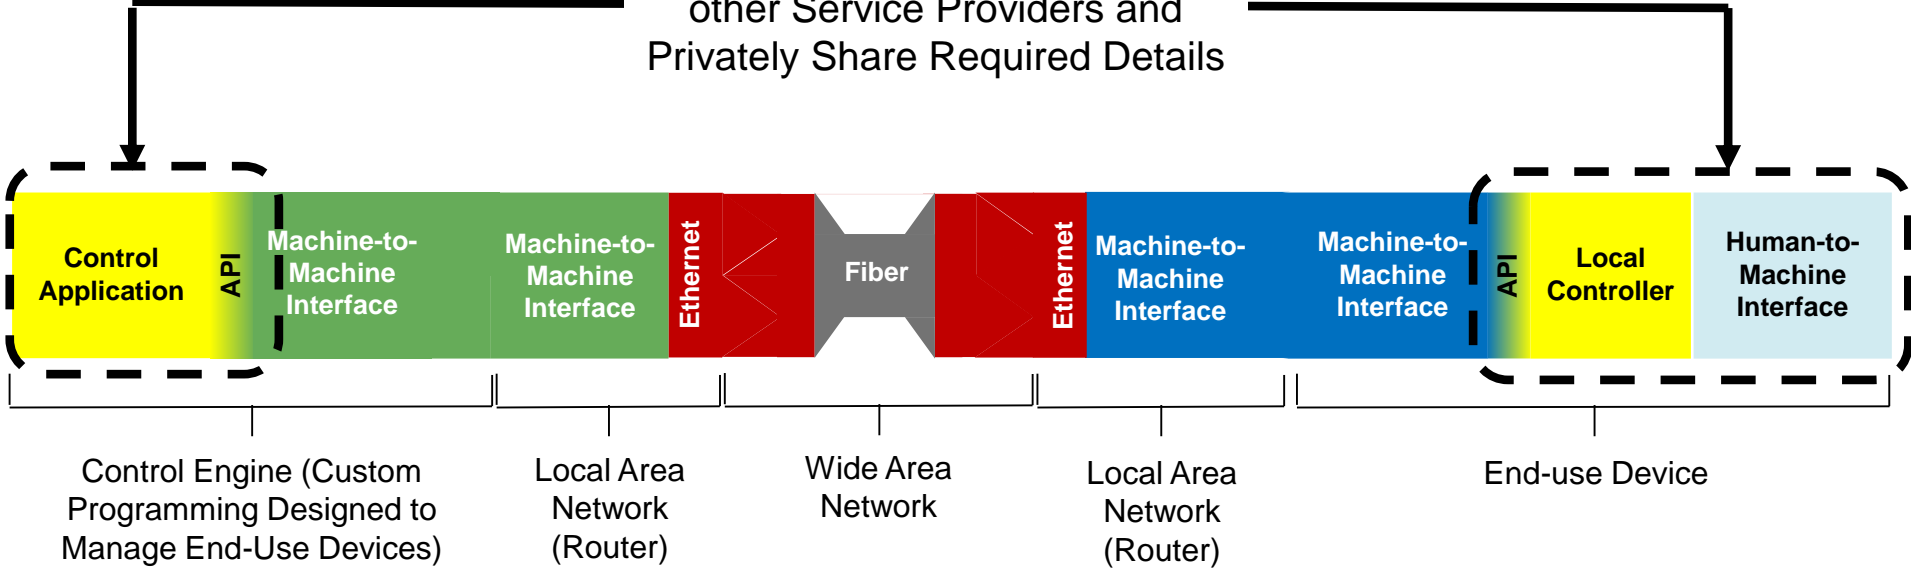 other Service Providers and
Privately Share Required Details
Control
Application
API
Machine-to-
Machine
Interface
Machine-to-
Machine
Interface
Ethernet
Fiber
Ethernet
Machine-to-
Machine
Interface
Machine-to-
Machine
Interface
API
Local
Controller
Human-to-
Machine
Interface
Control Engine (Custom
Programming Designed to
Manage End-Use Devices)
Local Area
Network
(Router)
Wide Area
Network
Local Area
Network
(Router)
End-use Device